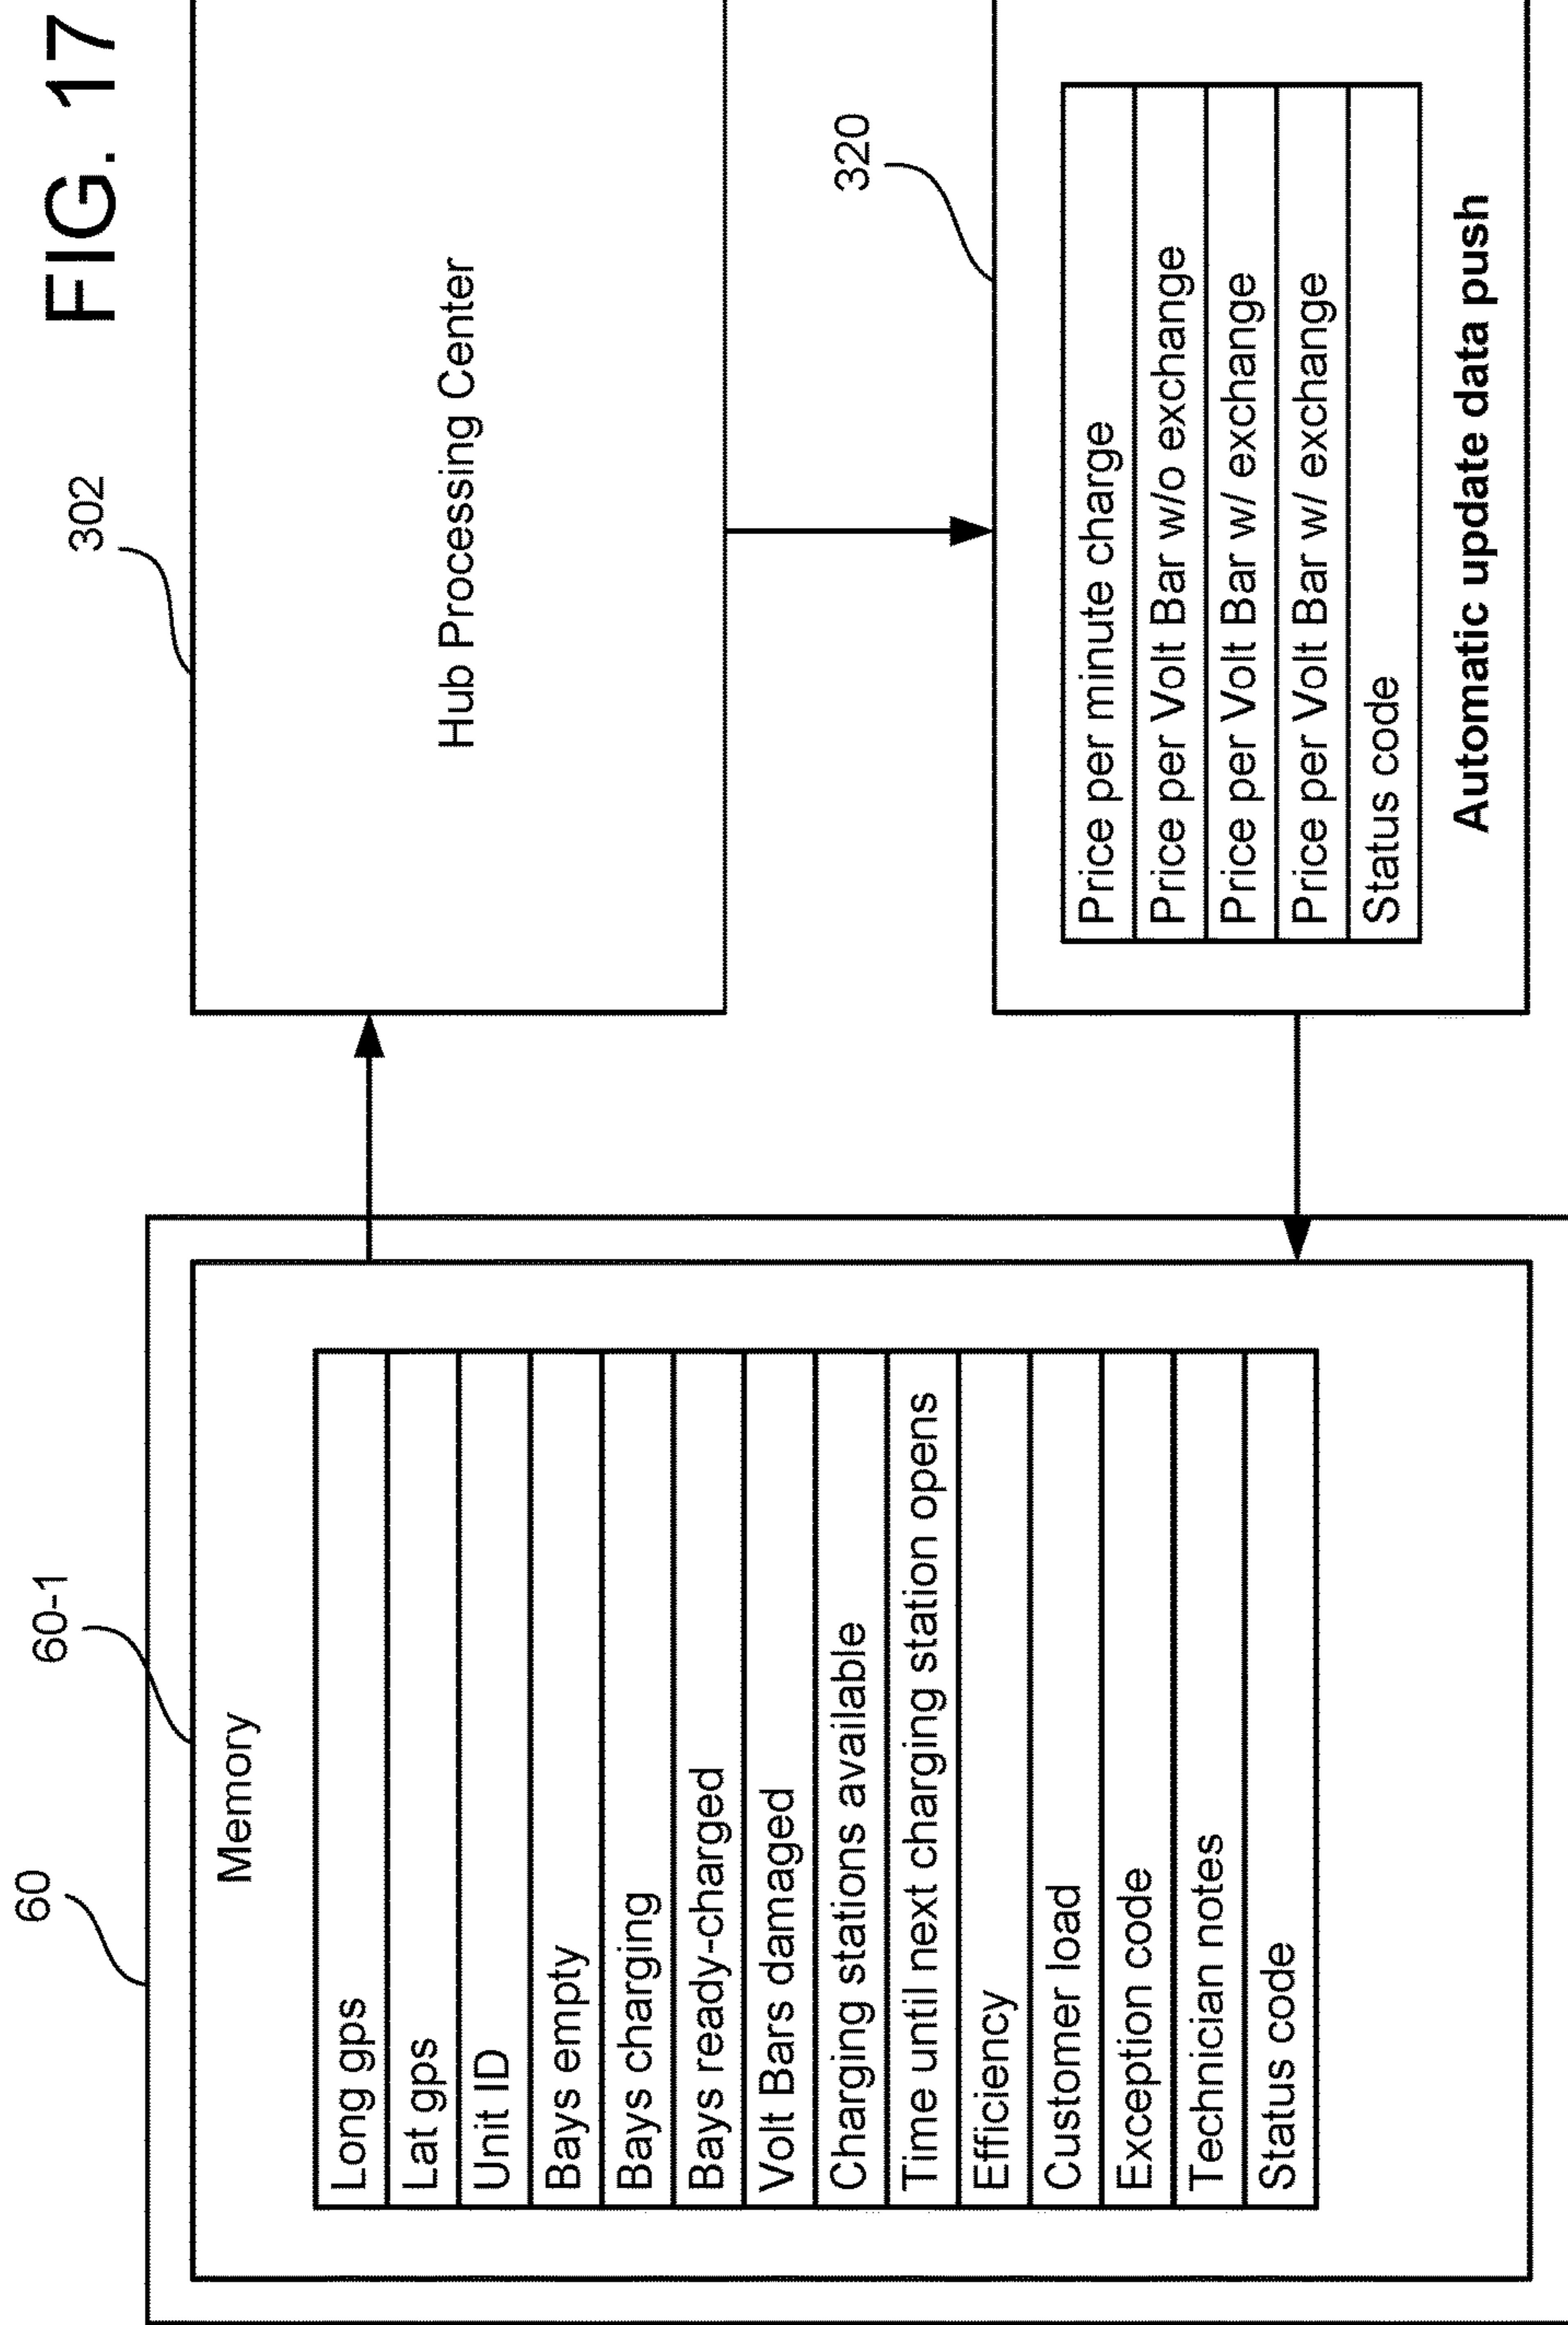 FIG. 17
60
60-1
Memory
Long gps
Lat gps
Unit ID
Bays empty
Bays charging
Bays ready-charged
Volt Bars damaged
Charging stations available
Time until next charging station opens
Efficiency
Customer load
Exception code
Technician notes
Status code
302
Hub Processing Center
320
Price per minute charge
Price per Volt Bar w/o exchange
Price per Volt Bar w/ exchange
Price per Volt Bar w/ exchange
Status code
Automatic update data push